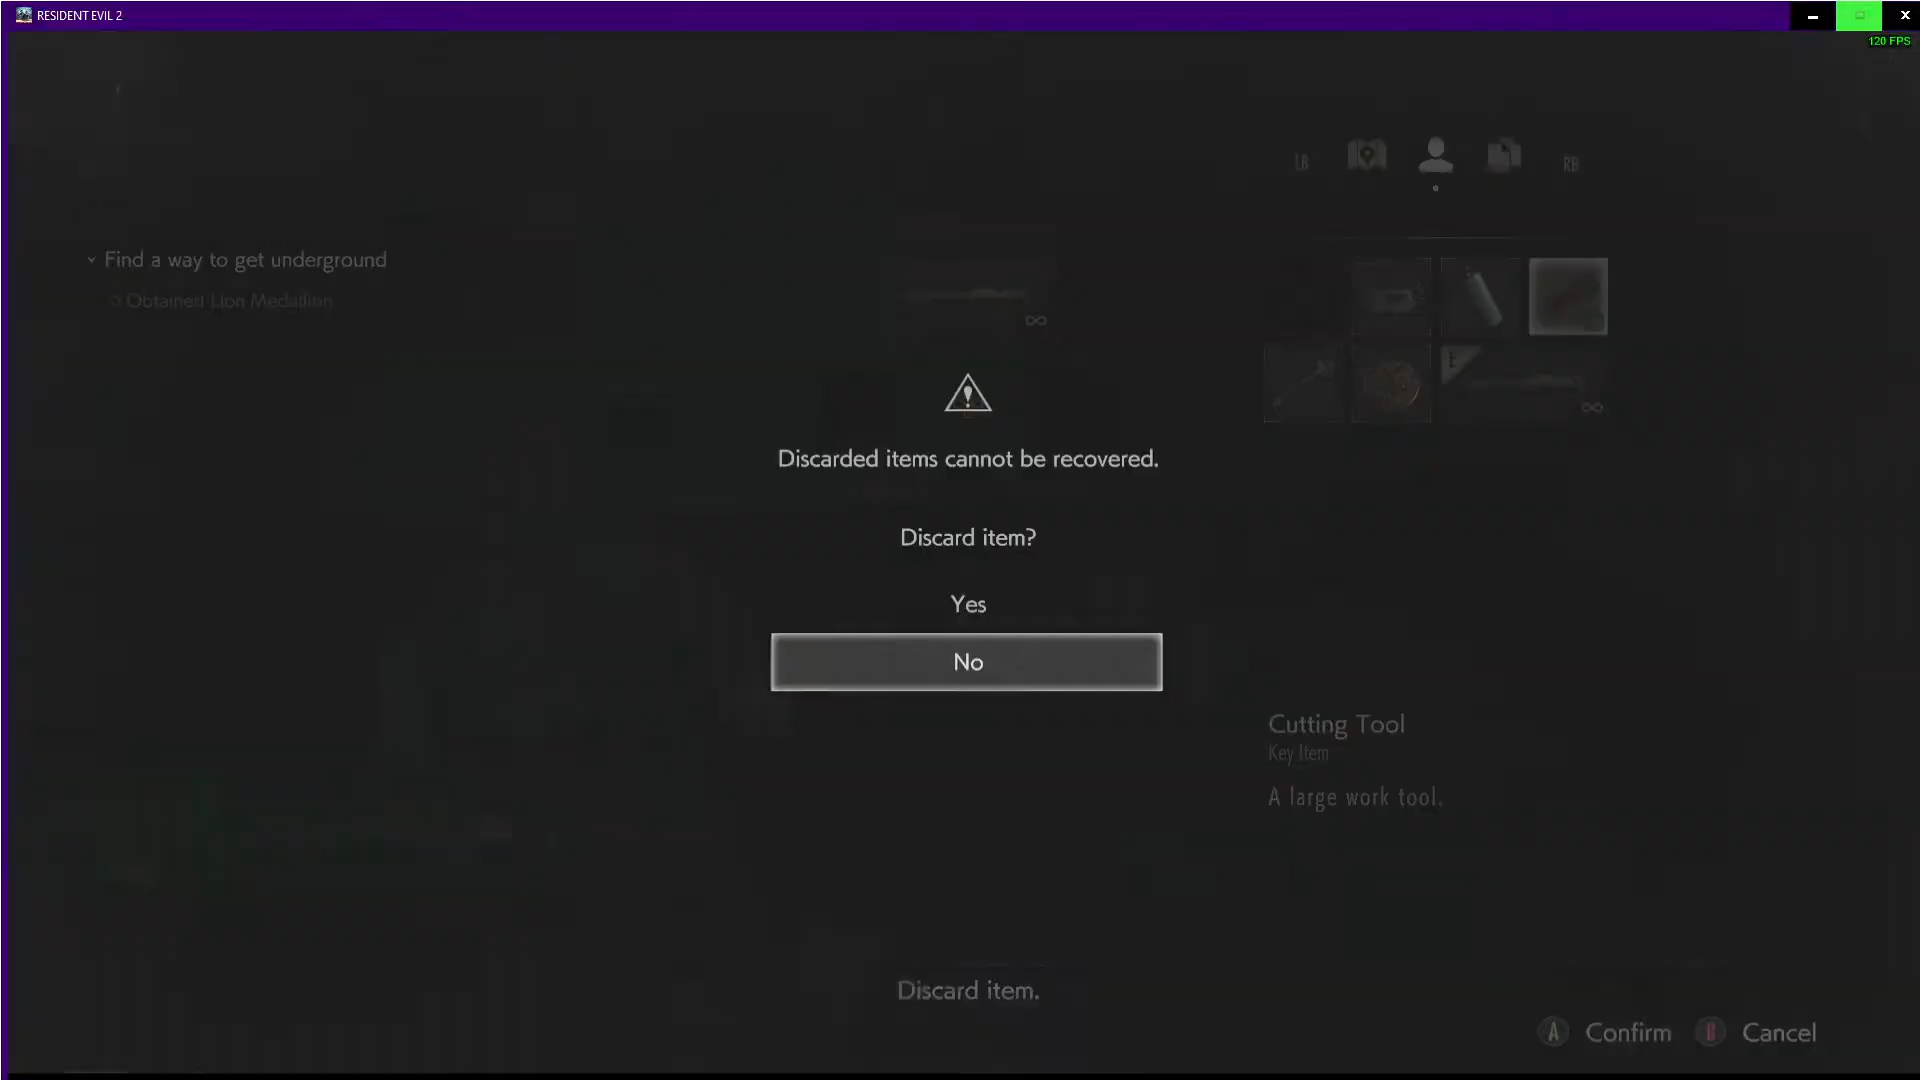 RESIDENT EVIL 2
120 FPS
LB
RB
Find a way to get underground
Obtained Lion Medallion
∞
E
∞
Discarded items cannot be recovered.
Discard item?
Yes
No
Cutting Tool
Key Item
A large work tool.
Discard item.
A Confirm B Cancel